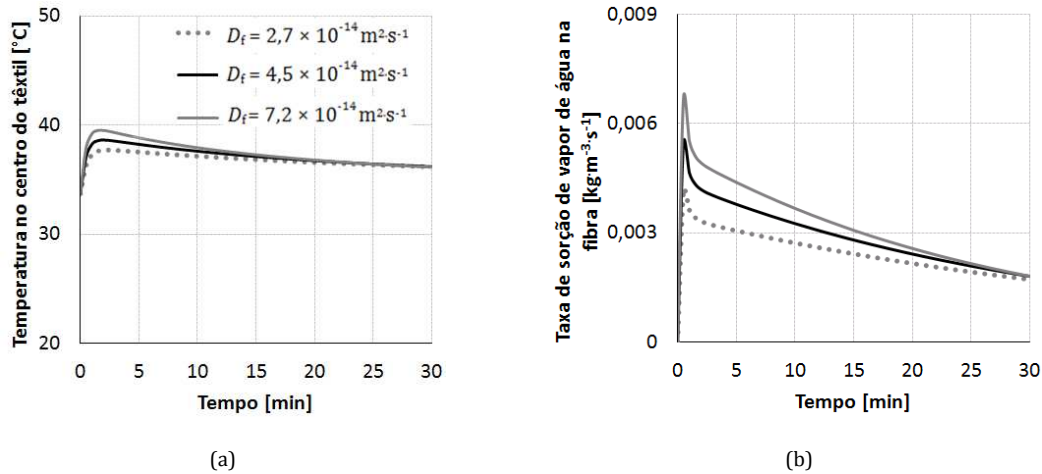 Temperatura no centro do têxtil [°C]
50
40
30
20
D_f = 2,7 × 10⁻¹⁴ m²·s⁻¹
D_f = 4,5 × 10⁻¹⁴ m²·s⁻¹
D_f = 7,2 × 10⁻¹⁴ m²·s⁻¹
0 5 10 15 20 25 30
Tempo [min]
(a)
Taxa de sorção de vapor de água na
fibra [kg·m⁻³·s⁻¹]
0,009
0,006
0,003
0
0 5 10 15 20 25 30
Tempo [min]
(b)